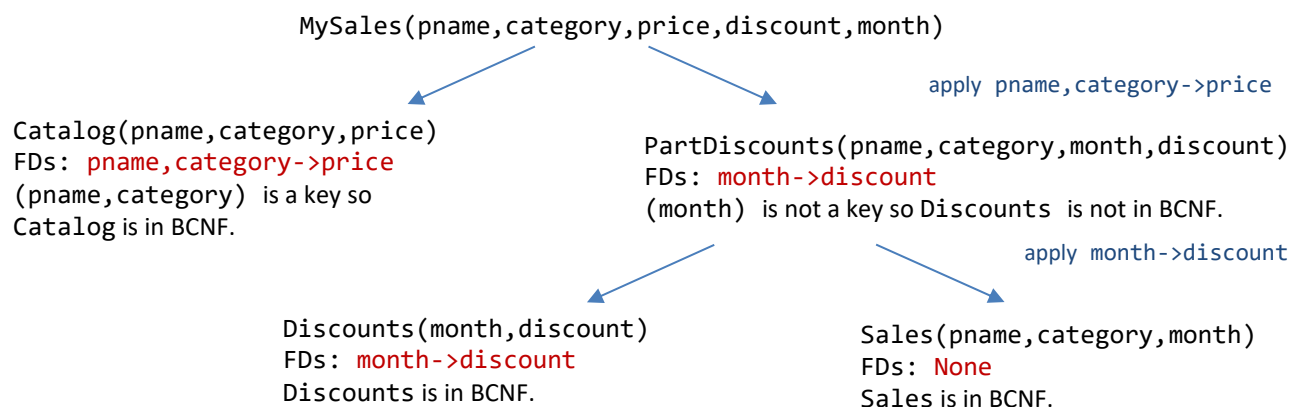 MySales(pname,category,price,discount,month)
apply pname,category->price
Catalog(pname,category,price)
FDs: pname,category->price
(pname,category) is a key so
Catalog is in BCNF.
PartDiscounts(pname,category,month,discount)
FDs: month->discount
(month) is not a key so Discounts is not in BCNF.
apply month->discount
Discounts(month,discount)
FDs: month->discount
Discounts is in BCNF.
Sales(pname,category,month)
FDs: None
Sales is in BCNF.